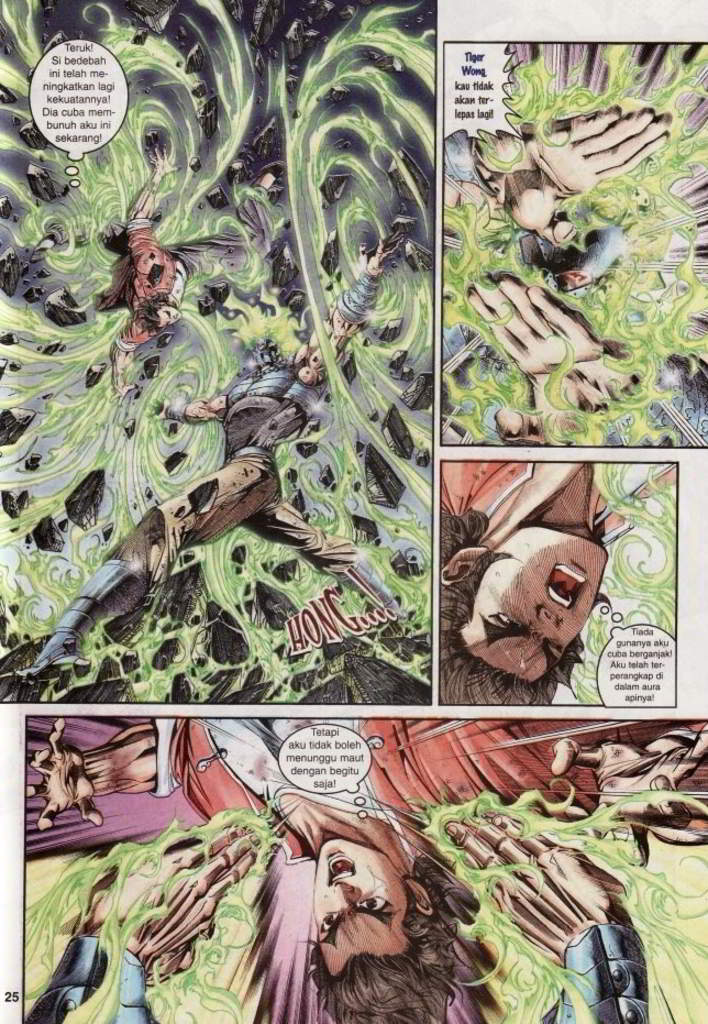 Teruk!
Si bedebah
ini telah me-
ningkatkan lagi
kekuatannya!
Dia cuba mem-
bunuh aku ini
sekarang!
Tiger
Wong,
kau tidak
akan ter-
lepas lagi!
HONG....!
Tiada
gunanya aku
cuba berganjak!
Aku telah ter-
perangkap di
dalam aura
apinya!
Tetapi
aku tidak boleh
menunggu maut
dengan begitu
saja!
25